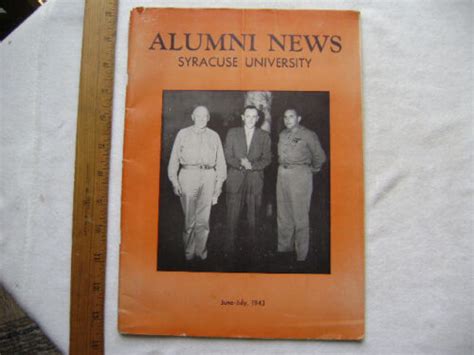 ALUMNI NEWS
SYRACUSE UNIVERSITY
June-July, 1943